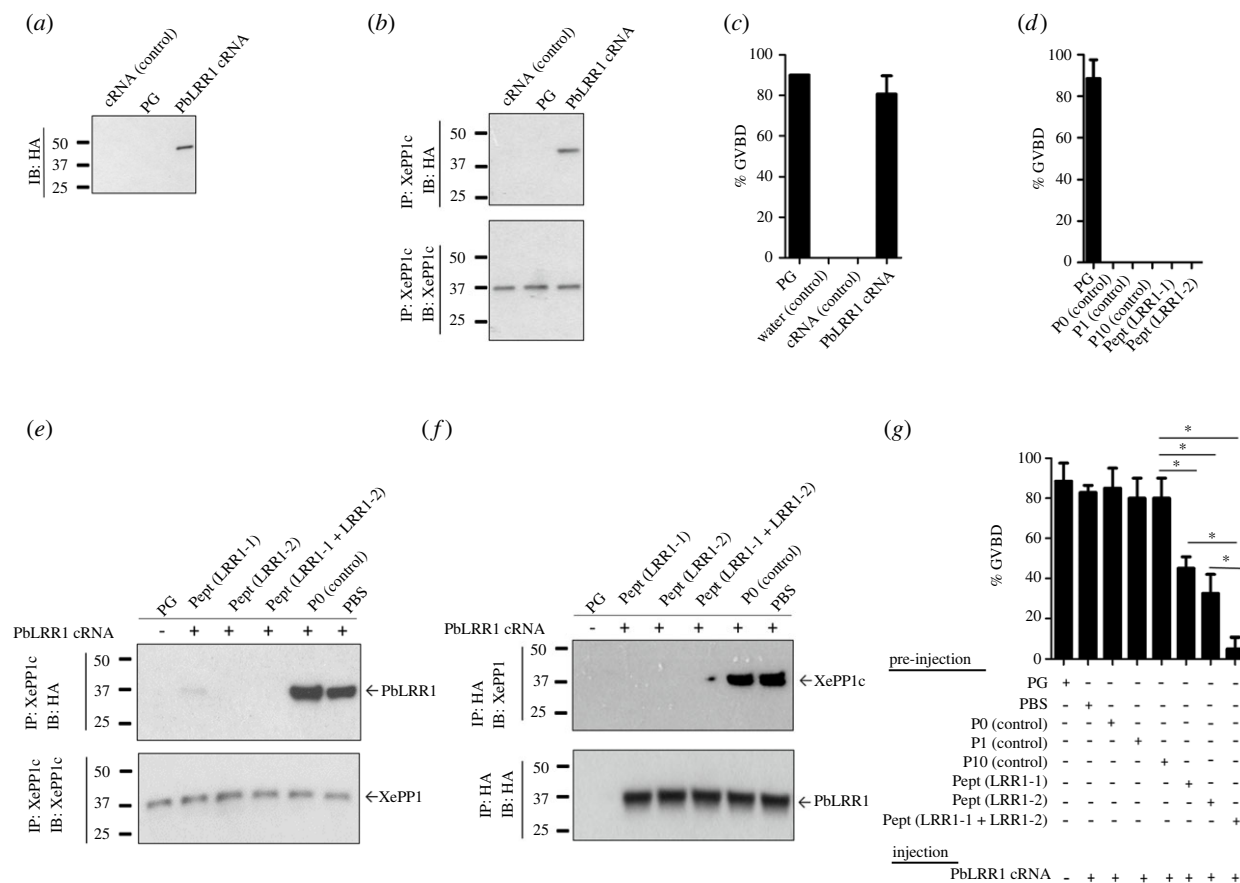 (a)
cRNA (control)
PG
PbLRR1 cRNA
IB: HA
50
37
25
(b)
cRNA (control)
PG
PbLRR1 cRNA
IP: XePP1c
IB: HA
50
37
25
IP: XePP1c
IB: XePP1c
50
37
25
(c)
% GVBD
100
80
60
40
20
0
PG
water (control)
cRNA (control)
PbLRR1 cRNA
(d)
% GVBD
100
80
60
40
20
0
PG
P0 (control)
P1 (control)
P10 (control)
Pept (LRR1-1)
Pept (LRR1-2)
(e)
PG
Pept (LRR1-1)
Pept (LRR1-2)
Pept (LRR1-1 + LRR1-2)
P0 (control)
PBS
PbLRR1 cRNA - + + + + +
IP: XePP1c
IB: HA
50
37
25
←PbLRR1
IP: XePP1c
IB: XePP1c
50
37
25
←XePP1
(f)
PG
Pept (LRR1-1)
Pept (LRR1-2)
Pept (LRR1-1 + LRR1-2)
P0 (control)
PBS
PbLRR1 cRNA - + + + + +
IP: HA
IB: XePP1
50
37
25
←XePP1c
IP: HA
IB: HA
50
37
25
←PbLRR1
(g)
% GVBD
100
80
60
40
20
0
*
*
*
*
*
pre-injection
PG + - - - - - - -
PBS - + - - - - - -
P0 (control) - - + - - - - -
P1 (control) - - - + - - - -
P10 (control) - - - - + - - -
Pept (LRR1-1) - - - - - + - -
Pept (LRR1-2) - - - - - - + -
Pept (LRR1-1 + LRR1-2) - - - - - - - +
injection
PbLRR1 cRNA - + + + + + + +